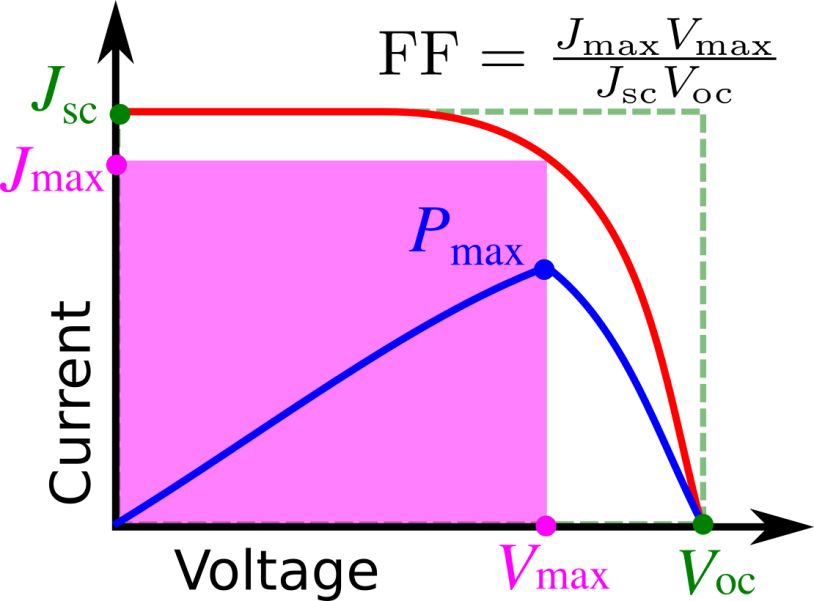 FF = J_max V_max / J_sc V_oc
J_sc
J_max
P_max
Current
Voltage
V_max
V_oc